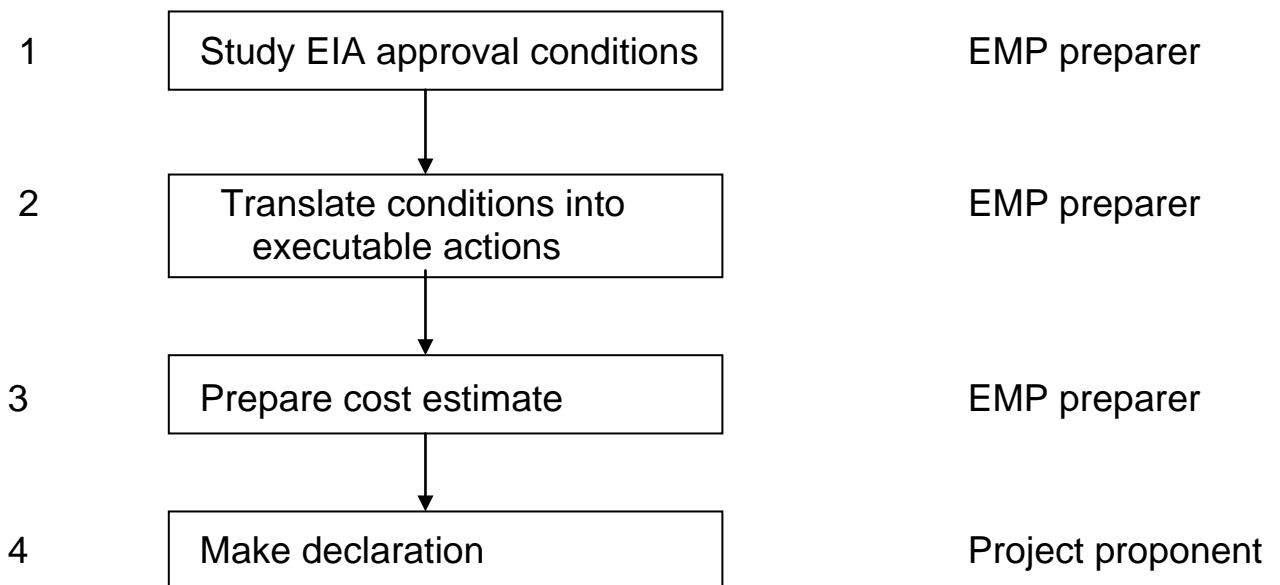 1 Study EIA approval conditions EMP preparer
2 Translate conditions into EMP preparer
executable actions
3 Prepare cost estimate EMP preparer
4 Make declaration Project proponent